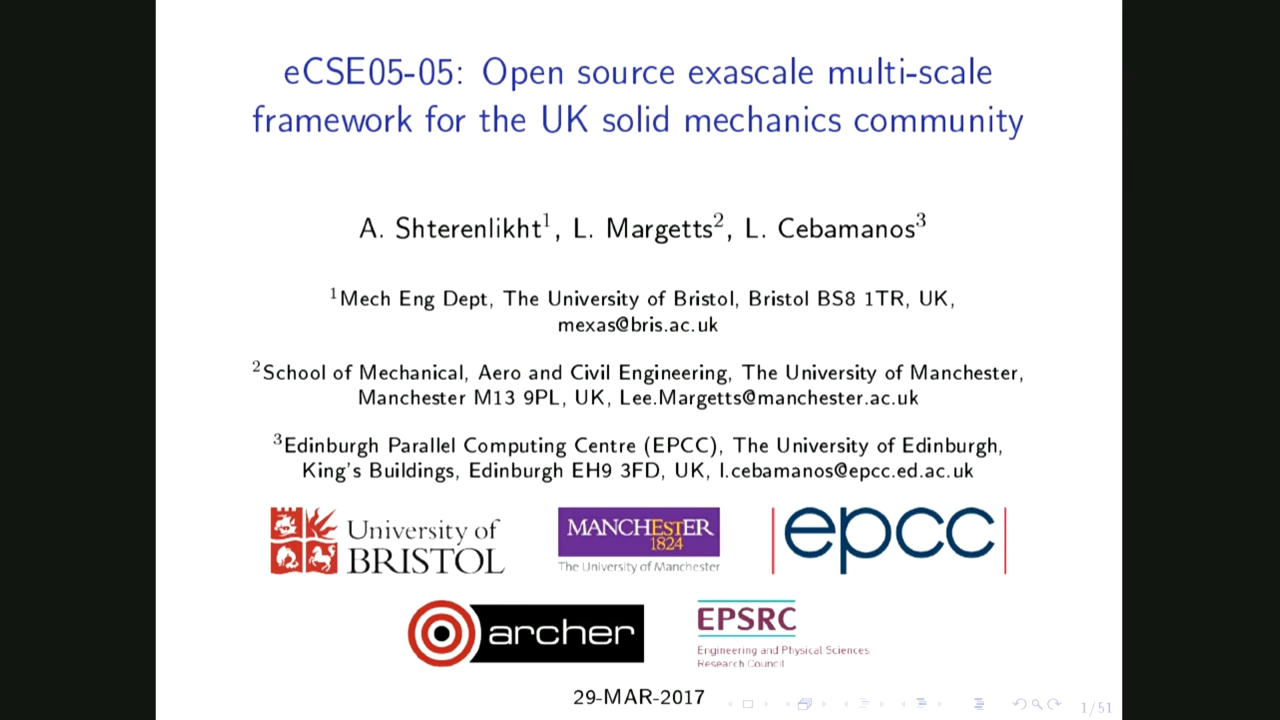 eCSE05-05: Open source exascale multi-scale
framework for the UK solid mechanics community
A. Shterenlikht1, L. Margetts2, L. Cebamanos3
1Mech Eng Dept, The University of Bristol, Bristol BS8 1TR, UK,
mexas@bris.ac.uk
2School of Mechanical, Aero and Civil Engineering, The University of Manchester,
Manchester M13 9PL, UK, Lee.Margetts@manchester.ac.uk
3Edinburgh Parallel Computing Centre (EPCC), The University of Edinburgh,
King's Buildings, Edinburgh EH9 3FD, UK, l.cebamanos@epcc.ed.ac.uk
University of
BRISTOL
MANCHESTER
1824
The University of Manchester
epcc
archer
EPSRC
Engineering and Physical Sciences
Research Council
29-MAR-2017
1/51